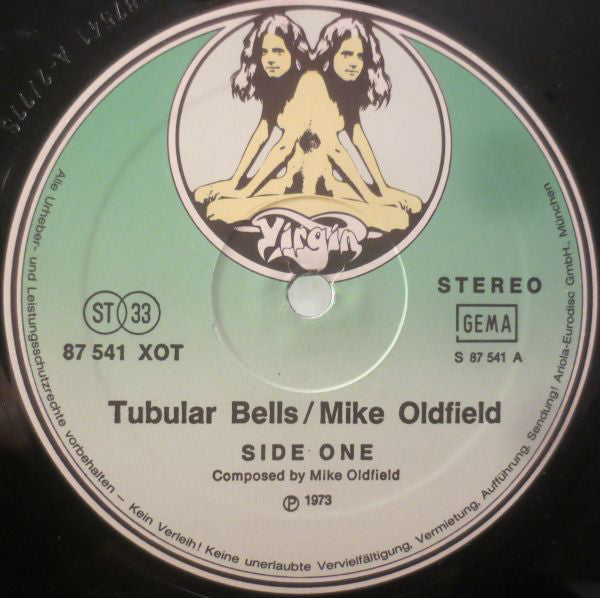 87541 A-2/77S
Virgin
STEREO
ST 33
GEMA
87 541 XOT
S 87 541 A
Tubular Bells / Mike Oldfield
SIDE ONE
Composed by Mike Oldfield
Ⓟ 1973
Alle Urheber- und Leistungsschutzrechte vorbehalten – Kein Verleih! Keine unerlaubte Vervielfältigung, Vermietung, Aufführung, Sendung! Ariola-Eurodisc GmbH., München